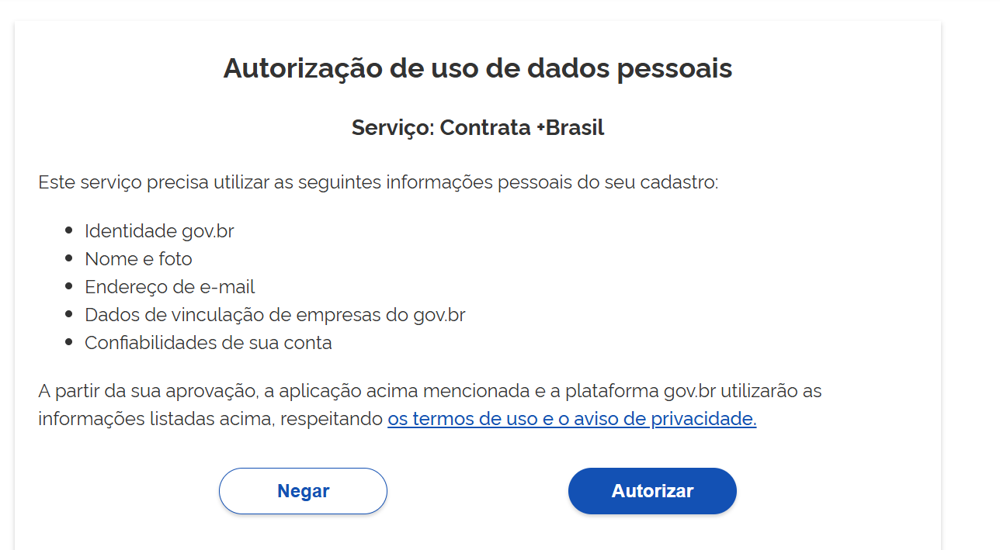 Autorização de uso de dados pessoais
Serviço: Contrata +Brasil
Este serviço precisa utilizar as seguintes informações pessoais do seu cadastro:
Identidade gov.br
Nome e foto
Endereço de e-mail
Dados de vinculação de empresas do gov.br
Confiabilidades de sua conta
A partir da sua aprovação, a aplicação acima mencionada e a plataforma gov.br utilizarão as
informações listadas acima, respeitando os termos de uso e o aviso de privacidade.
Negar
Autorizar